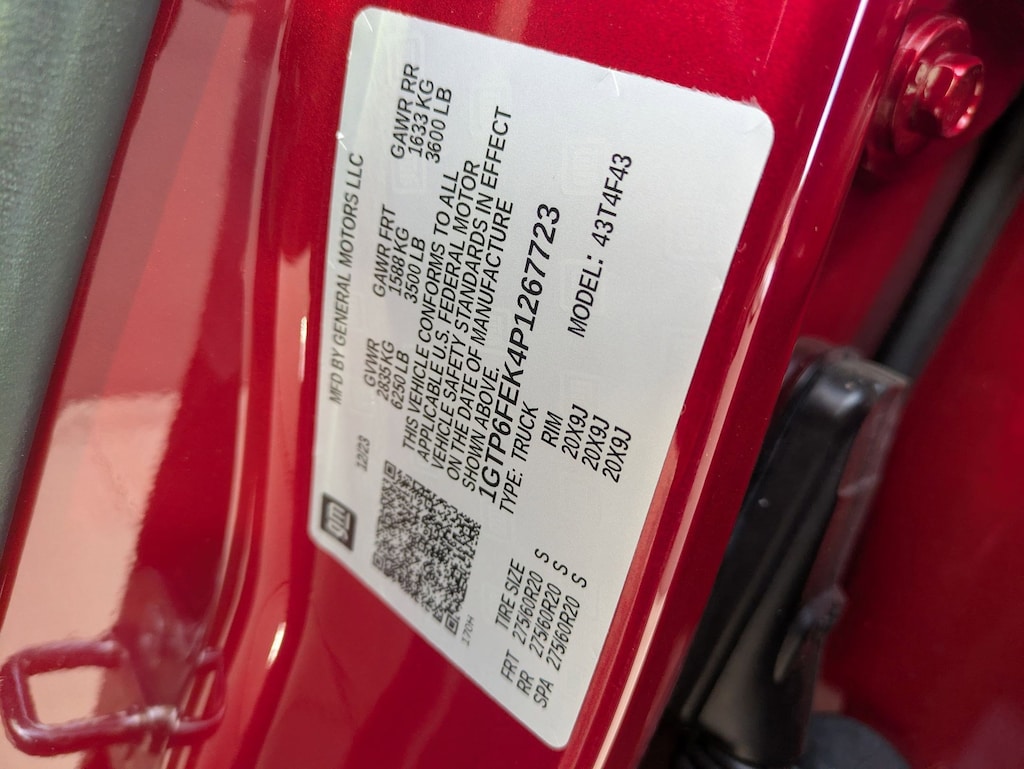 gm
12/23
MFD BY GENERAL MOTORS LLC
GVWR GAWR FRT GAWR RR
2835 KG 1588 KG 1633 KG
6250 LB 3500 LB 3600 LB
THIS VEHICLE CONFORMS TO ALL
APPLICABLE U.S. FEDERAL MOTOR
VEHICLE SAFETY STANDARDS IN EFFECT
ON THE DATE OF MANUFACTURE
SHOWN ABOVE.
1GTP6FEK4P1267723
170H
TYPE: TRUCK MODEL: 43T4F43
TIRE SIZE RIM
FRT 275/60R20 S 20X9J
RR 275/60R20 S 20X9J
SPA 275/60R20 S 20X9J